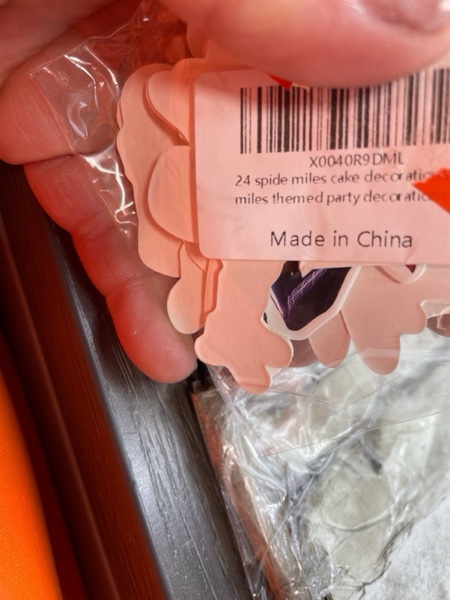 X0040R9DML
24 spide miles cake decoratio
miles themed party decoratio
Made in China